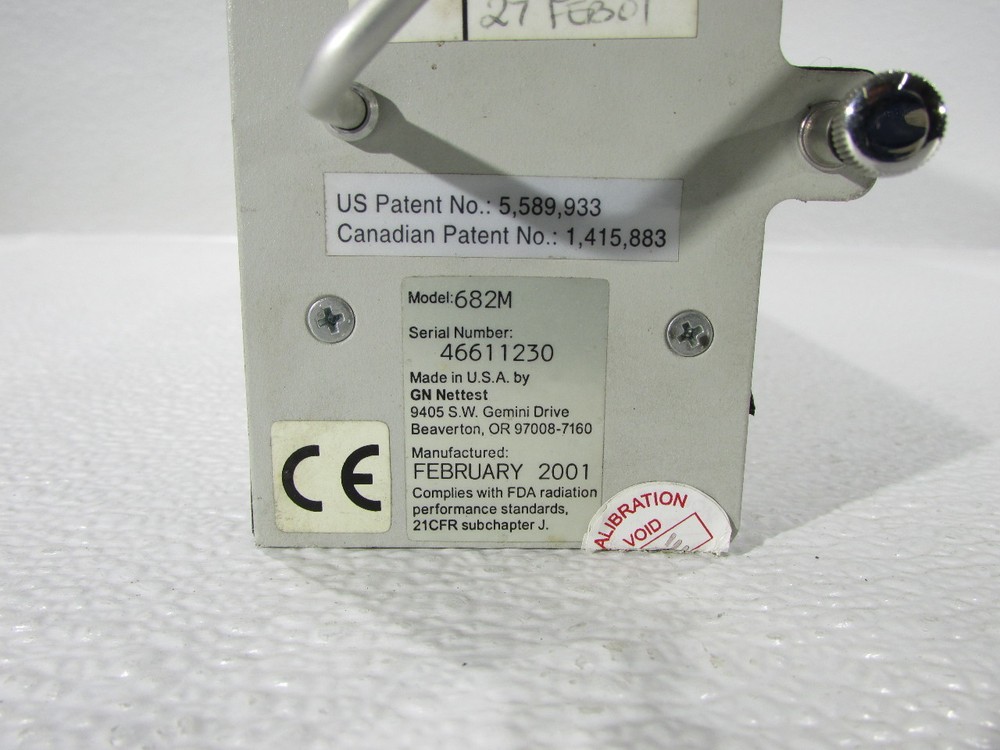 27 FEB01
US Patent No.: 5,589,933
Canadian Patent No.: 1,415,883
Model: 682M
Serial Number:
46611230
Made in U.S.A. by
GN Nettest
9405 S.W. Gemini Drive
Beaverton, OR 97008-7160
Manufactured:
FEBRUARY 2001
Complies with FDA radiation
performance standards,
21CFR subchapter J.
CE
ALIBRATION
VOID